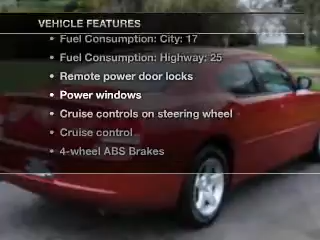 VEHICLE FEATURES
• Fuel Consumption: City: 17
• Fuel Consumption: Highway: 25
• Remote power door locks
• Power windows
• Cruise controls on steering wheel
• Cruise control
• 4-wheel ABS Brakes